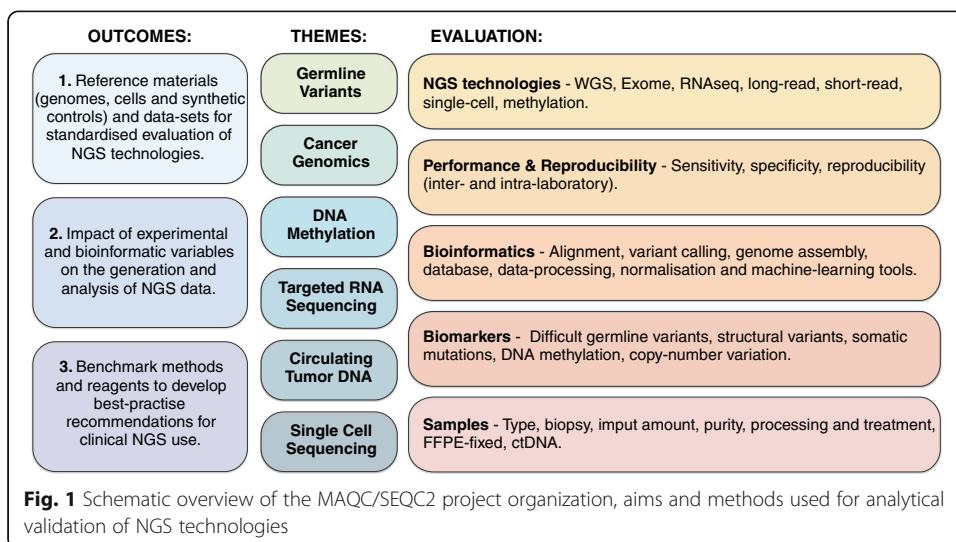 OUTCOMES:
1. Reference materials
(genomes, cells and synthetic
controls) and data-sets for
standardised evaluation of
NGS technologies.
2. Impact of experimental
and bioinformatic variables
on the generation and
analysis of NGS data.
3. Benchmark methods
and reagents to develop
best-practise
recommendations for
clinical NGS use.
THEMES:
Germline
Variants
Cancer
Genomics
DNA
Methylation
Targeted RNA
Sequencing
Circulating
Tumor DNA
Single Cell
Sequencing
EVALUATION:
NGS technologies - WGS, Exome, RNAseq, long-read, short-read,
single-cell, methylation.
Performance & Reproducibility - Sensitivity, specificity, reproducibility
(inter- and intra-laboratory).
Bioinformatics - Alignment, variant calling, genome assembly,
database, data-processing, normalisation and machine-learning tools.
Biomarkers - Difficult germline variants, structural variants, somatic
mutations, DNA methylation, copy-number variation.
Samples - Type, biopsy, imput amount, purity, processing and treatment,
FFPE-fixed, ctDNA.
Fig. 1 Schematic overview of the MAQC/SEQC2 project organization, aims and methods used for analytical
validation of NGS technologies